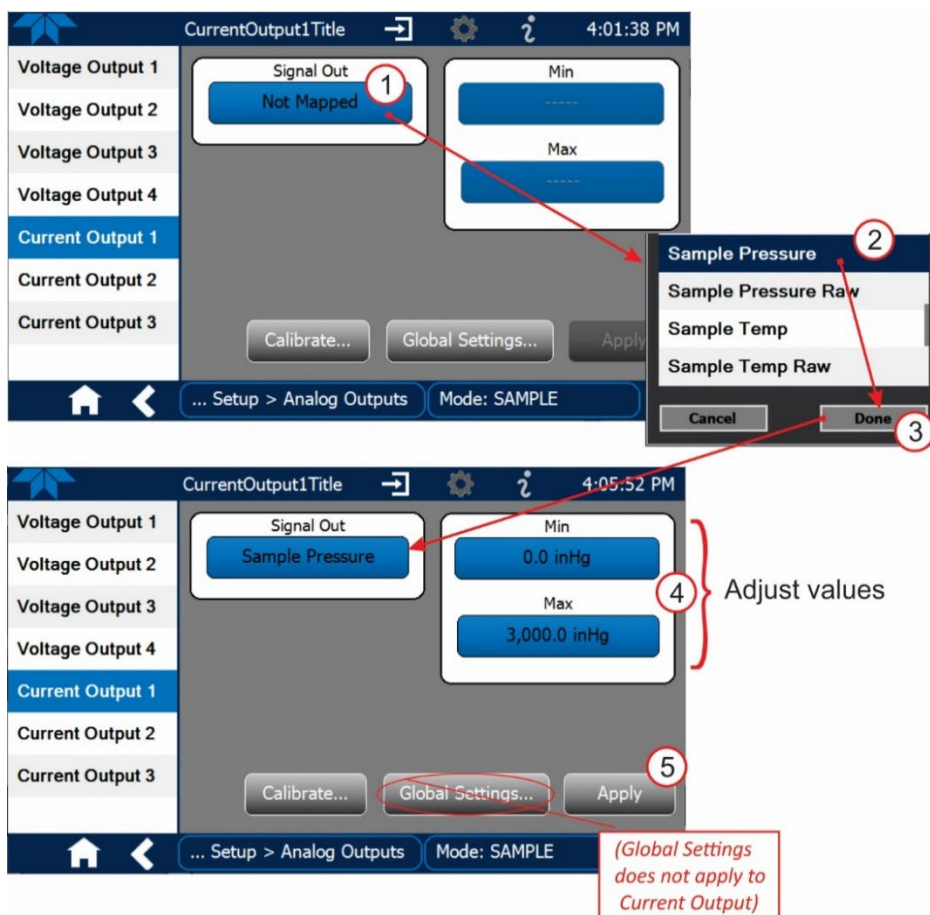 CurrentOutput1Title 4:01:38 PM
Voltage Output 1
Voltage Output 2
Voltage Output 3
Voltage Output 4
Current Output 1
Current Output 2
Current Output 3
Signal Out
Not Mapped
1
Min
-----
Max
-----
Calibrate... Global Settings... Apply
... Setup > Analog Outputs Mode: SAMPLE
2
Sample Pressure
Sample Pressure Raw
Sample Temp
Sample Temp Raw
Cancel Done
3
CurrentOutput1Title 4:05:52 PM
Voltage Output 1
Voltage Output 2
Voltage Output 3
Voltage Output 4
Current Output 1
Current Output 2
Current Output 3
Signal Out
Sample Pressure
Min
0.0 inHg
Max
3,000.0 inHg
4
Adjust values
5
Calibrate... Global Settings... Apply
... Setup > Analog Outputs Mode: SAMPLE
(Global Settings
does not apply to
Current Output)